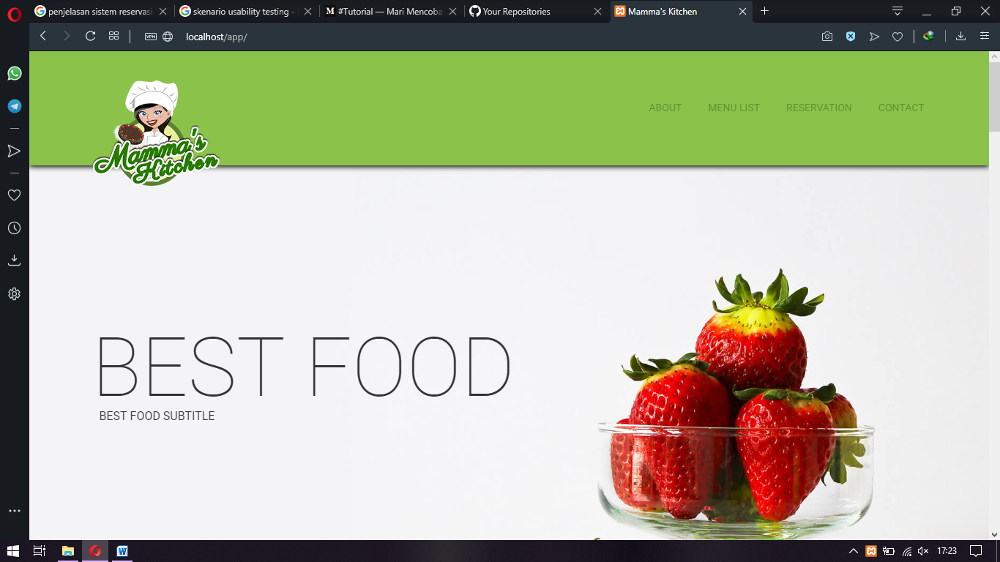 penjelasan sistem reservasi
skenario usability testing -
#Tutorial — Mari Mencoba
Your Repositories
Mamma's Kitchen
VPN
localhost/app/
Mamma's
Kitchen
ABOUT
MENU LIST
RESERVATION
CONTACT
BEST FOOD
BEST FOOD SUBTITLE
17:23